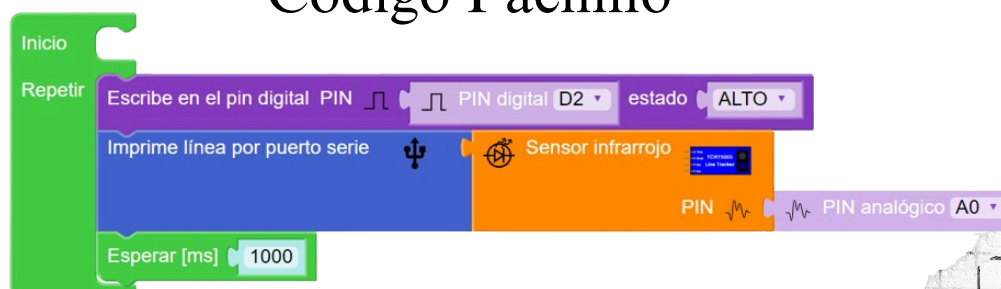 Código Facilino
Inicio
Repetir
Escribe en el pin digital PIN PIN digital D2 estado ALTO
Imprime línea por puerto serie Sensor infrarrojo
TCRT5000
Line Tracker
PIN PIN analógico A0
Esperar [ms] 1000